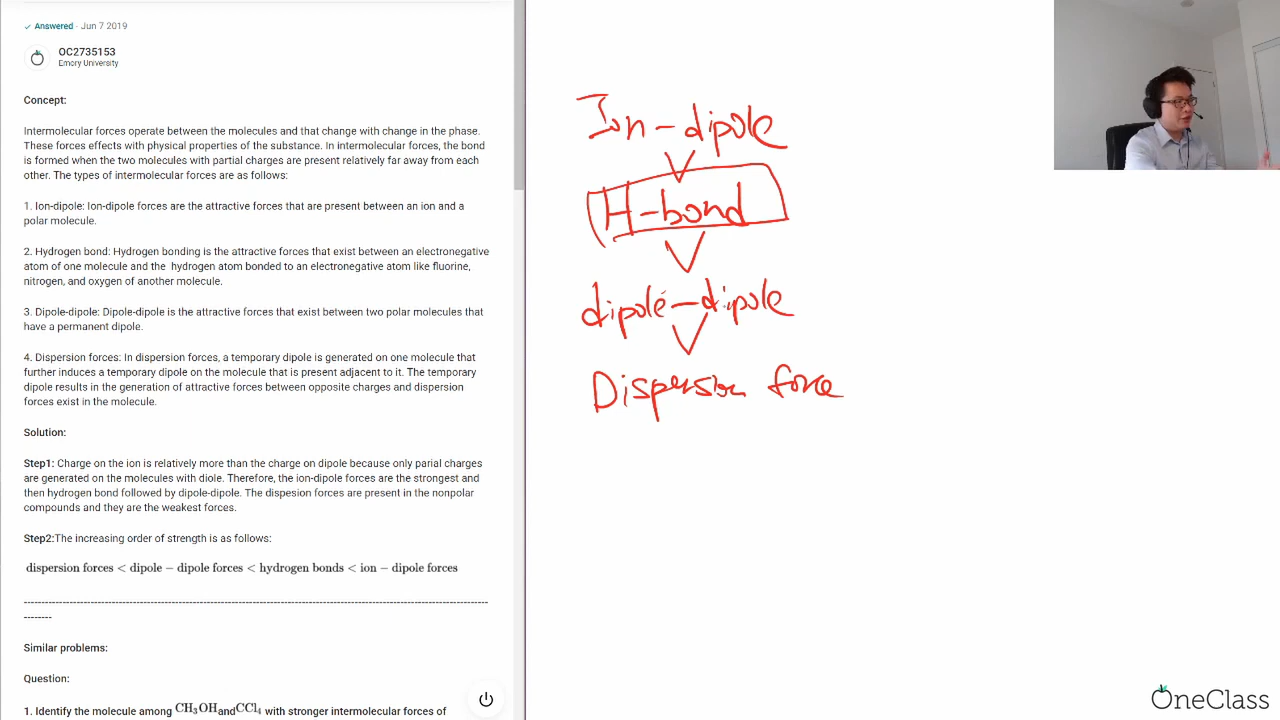 Answered - Jun 7 2019
OC2735153
Emory University
Concept:
Intermolecular forces operate between the molecules and that change with change in the phase.
These forces effects with physical properties of the substance. In intermolecular forces, the bond
is formed when the two molecules with partial charges are present relatively far away from each
other. The types of intermolecular forces are as follows:
1. Ion-dipole: Ion-dipole forces are the attractive forces that are present between an ion and a
polar molecule.
2. Hydrogen bond: Hydrogen bonding is the attractive forces that exist between an electronegative
atom of one molecule and the hydrogen atom bonded to an electronegative atom like fluorine,
nitrogen, and oxygen of another molecule.
3. Dipole-dipole: Dipole-dipole is the attractive forces that exist between two polar molecules that
have a permanent dipole.
4. Dispersion forces: In dispersion forces, a temporary dipole is generated on one molecule that
further induces a temporary dipole on the molecule that is present adjacent to it. The temporary
dipole results in the generation of attractive forces between opposite charges and dispersion
forces exist in the molecule.
Solution:
Step1: Charge on the ion is relatively more than the charge on dipole because only parial charges
are generated on the molecules with diole. Therefore, the ion-dipole forces are the strongest and
then hydrogen bond followed by dipole-dipole. The dispesion forces are present in the nonpolar
compounds and they are the weakest forces.
Step2:The increasing order of strength is as follows:
dispersion forces < dipole − dipole forces < hydrogen bonds < ion − dipole forces
Similar problems:
Question:
1. Identify the molecule among CH₃OHandCCl₄ with stronger intermolecular forces of
Ion-dipole
H-bond
dipole-dipole
Dispersion force
OneClass